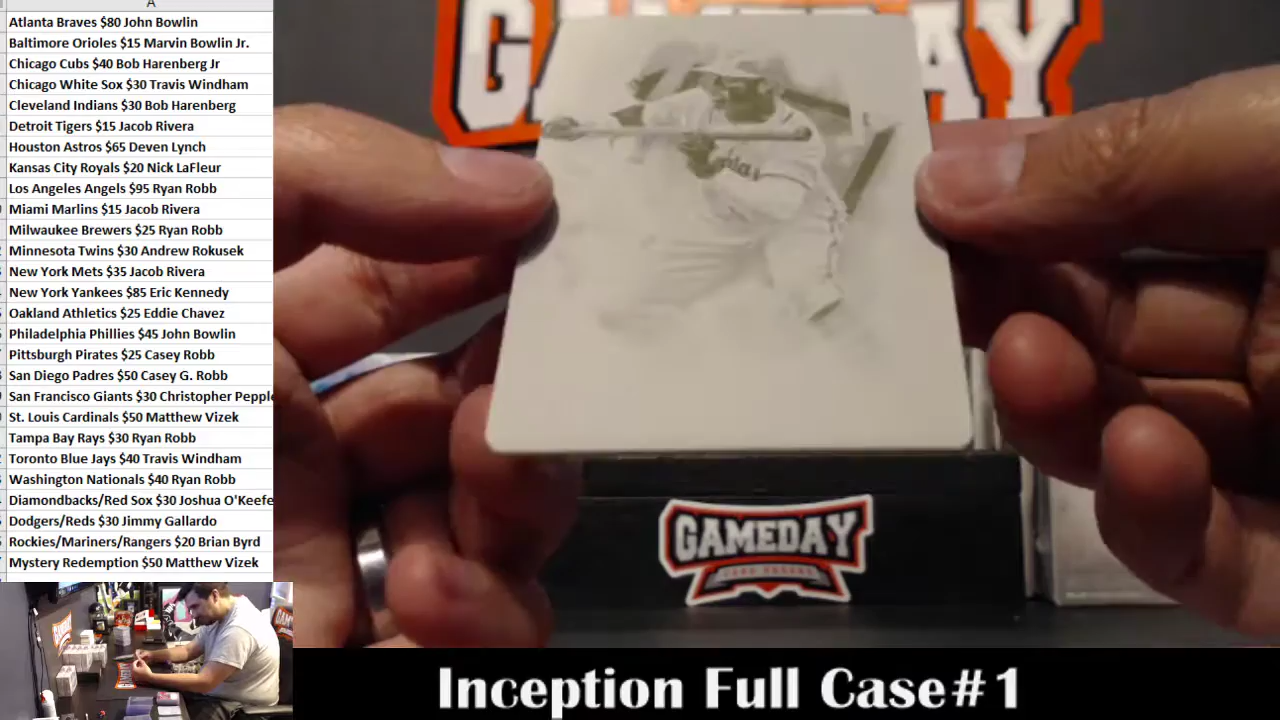 A
Atlanta Braves $80 John Bowlin
Baltimore Orioles $15 Marvin Bowlin Jr.
Chicago Cubs $40 Bob Harenberg Jr
Chicago White Sox $30 Travis Windham
Cleveland Indians $30 Bob Harenberg
Detroit Tigers $15 Jacob Rivera
Houston Astros $65 Deven Lynch
Kansas City Royals $20 Nick LaFleur
Los Angeles Angels $95 Ryan Robb
Miami Marlins $15 Jacob Rivera
Milwaukee Brewers $25 Ryan Robb
Minnesota Twins $30 Andrew Rokusek
New York Mets $35 Jacob Rivera
New York Yankees $85 Eric Kennedy
Oakland Athletics $25 Eddie Chavez
Philadelphia Phillies $45 John Bowlin
Pittsburgh Pirates $25 Casey Robb
San Diego Padres $50 Casey G. Robb
San Francisco Giants $30 Christopher Pepple
St. Louis Cardinals $50 Matthew Vizek
Tampa Bay Rays $30 Ryan Robb
Toronto Blue Jays $40 Travis Windham
Washington Nationals $40 Ryan Robb
Diamondbacks/Red Sox $30 Joshua O'Keefe
Dodgers/Reds $30 Jimmy Gallardo
Rockies/Mariners/Rangers $20 Brian Byrd
Mystery Redemption $50 Matthew Vizek
GAMEDAY
Inception Full Case#1